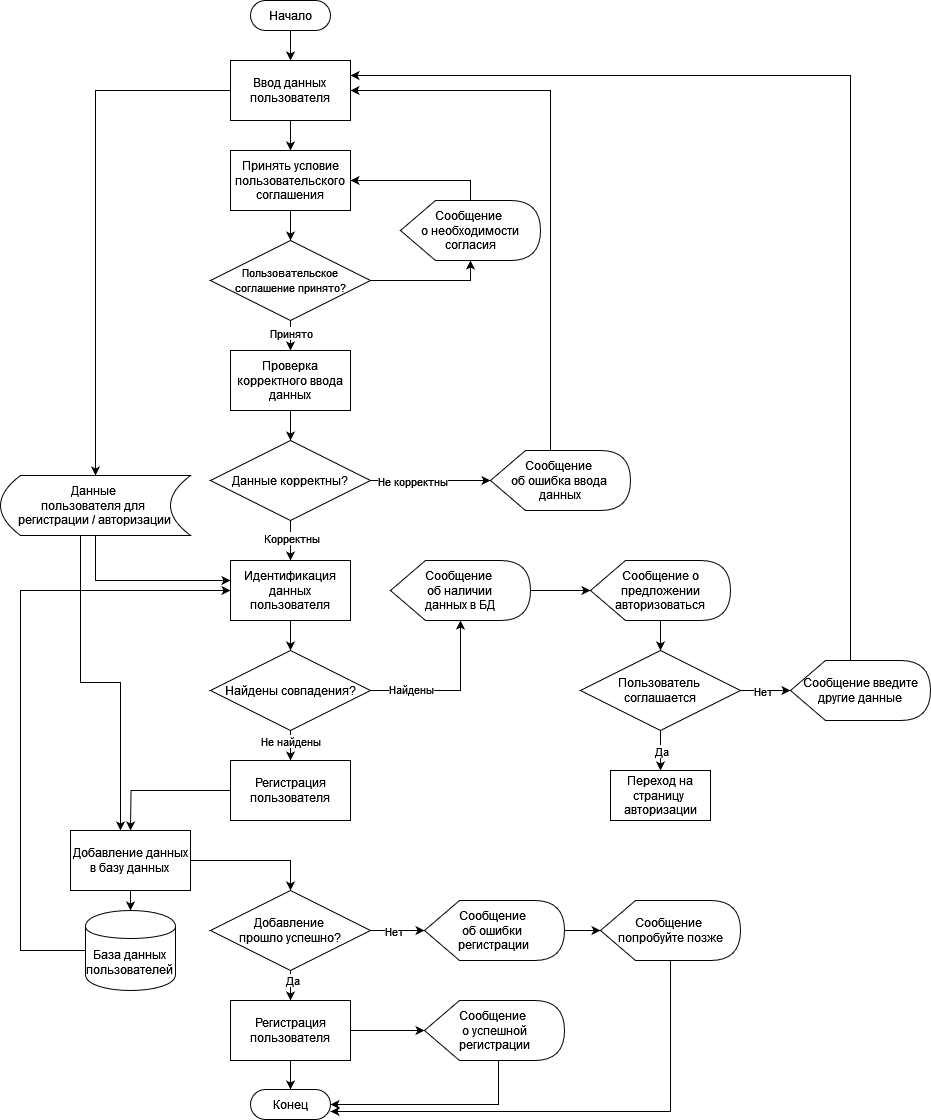 Начало
Ввод данных
пользователя
Принять условие
пользовательского
соглашения
Сообщение
о необходимости
согласия
Пользовательское
соглашение принято?
Принято
Проверка
корректного ввода
данных
Данные корректны?
Не корректны
Сообщение
об ошибка ввода
данных
Данные
пользователя для
регистрации / авторизации
Корректны
Идентификация
данных
пользователя
Сообщение
об наличии
данных в БД
Сообщение о
предложении
авторизоваться
Найдены совпадения?
Найдены
Пользователь
соглашается
Нет
Сообщение введите
другие данные
Не найдены
Да
Регистрация
пользователя
Переход на
страницу
авторизации
Добавление данных
в базу данных
База данных
пользователей
Добавление
прошло успешно?
Нет
Сообщение
об ошибки
регистрации
Сообщение
попробуйте позже
Да
Регистрация
пользователя
Сообщение
о успешной
регистрации
Конец